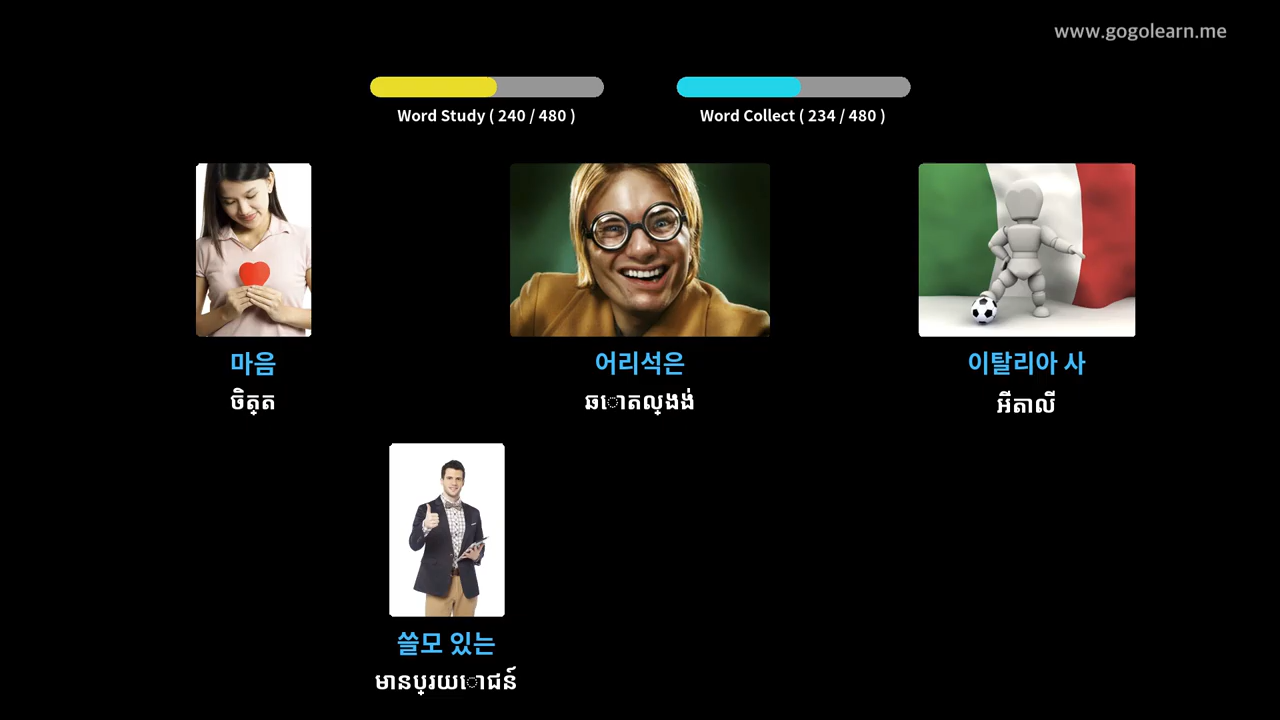 www.gogolearn.me
Word Study ( 240 / 480 )
Word Collect ( 234 / 480 )
마음
ចិត្ត
어리석은
ឆោតល្ងង់
이탈리아 사
អ៊ីតាលី
쓸모 있는
មានប្រយោជន៍